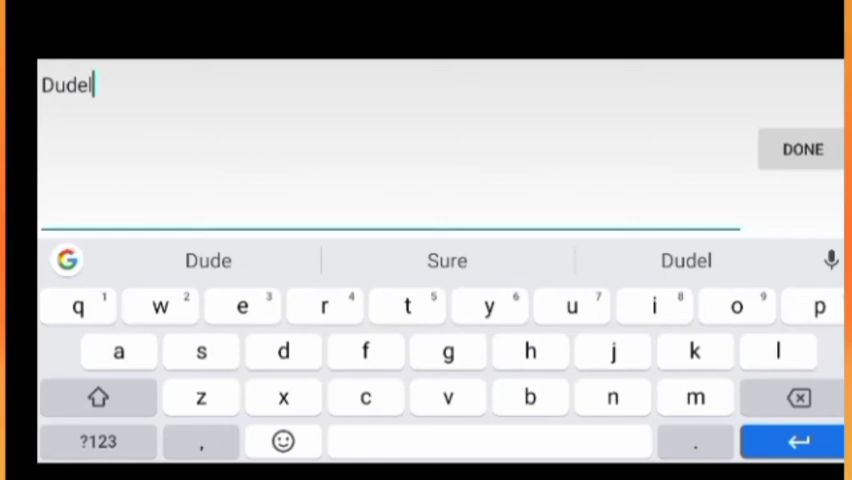 Dudel
DONE
Dude Sure Dudel
q 1 w 2 e 3 r 4 t 5 y 6 u 7 i 8 o 9 p
a s d f g h j k l
z x c v b n m
?123 , .